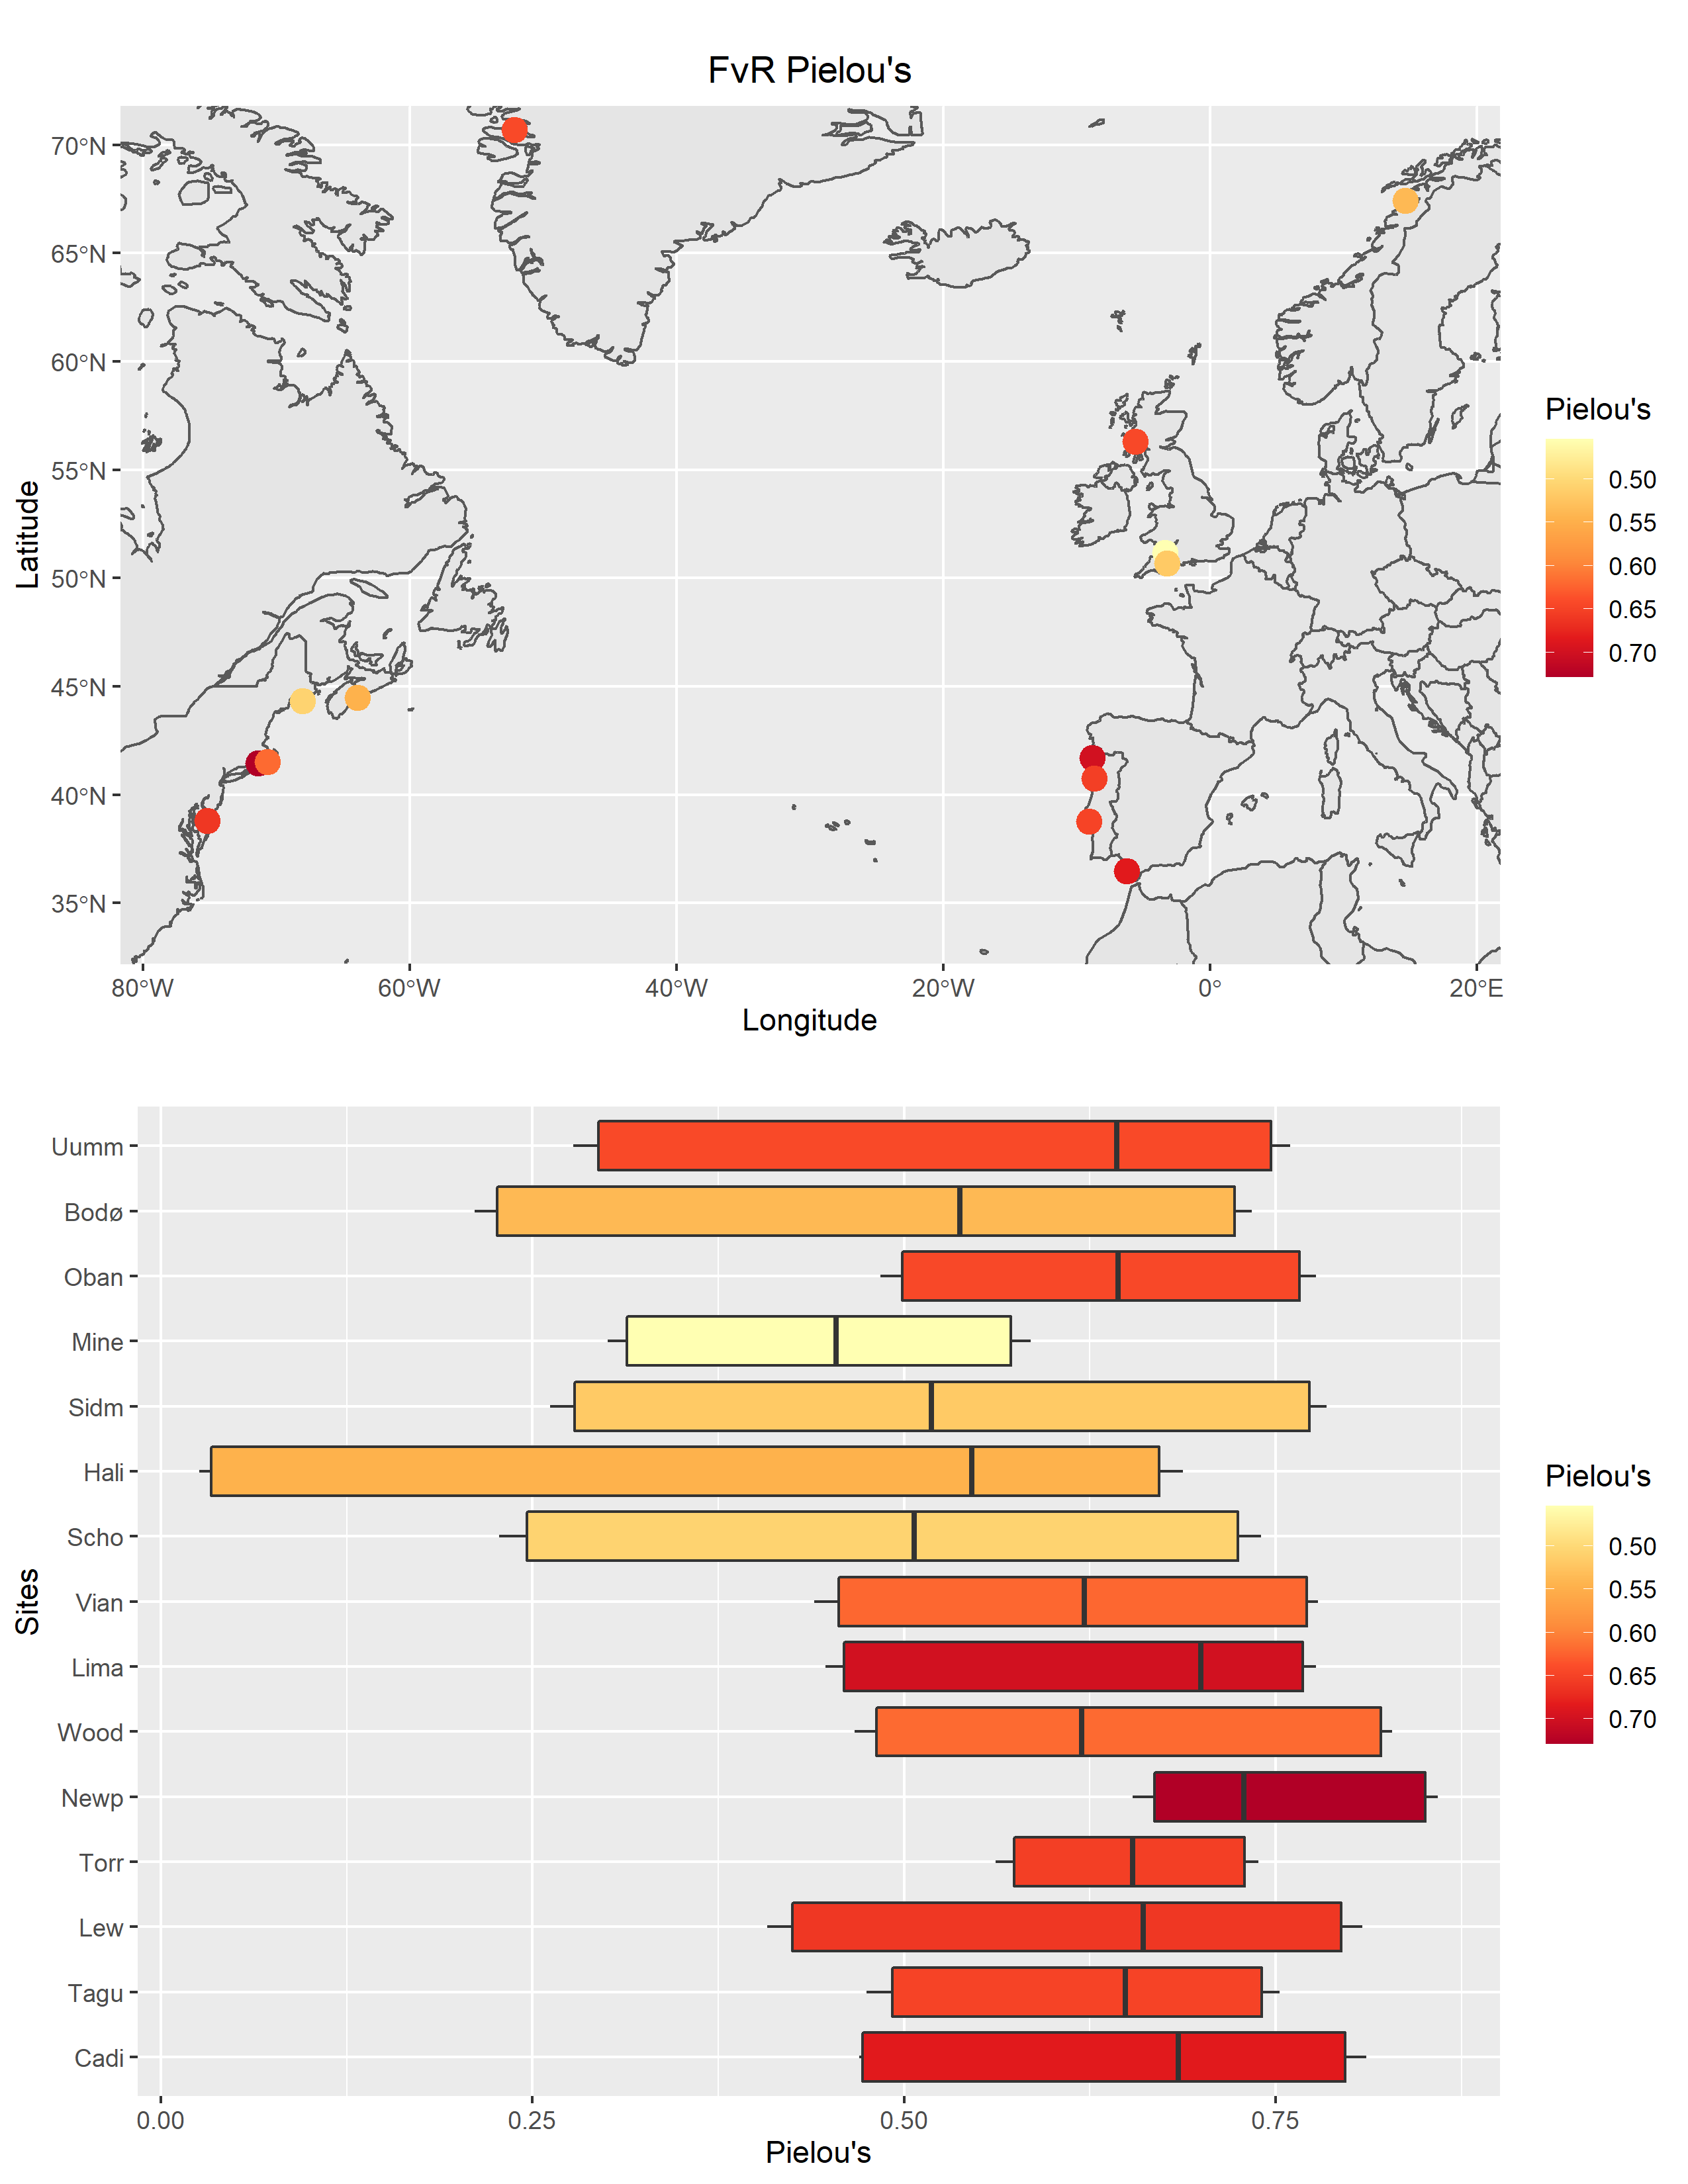 FvR Pielou's
70°N
65°N
60°N
55°N
50°N
45°N
40°N
35°N
Latitude
80°W 60°W 40°W 20°W 0° 20°E
Longitude
Pielou's
0.50
0.55
0.60
0.65
0.70
Uumm
Bodø
Oban
Mine
Sidm
Hali
Scho
Vian
Lima
Wood
Newp
Torr
Lew
Tagu
Cadi
Sites
0.00 0.25 0.50 0.75
Pielou's
Pielou's
0.50
0.55
0.60
0.65
0.70